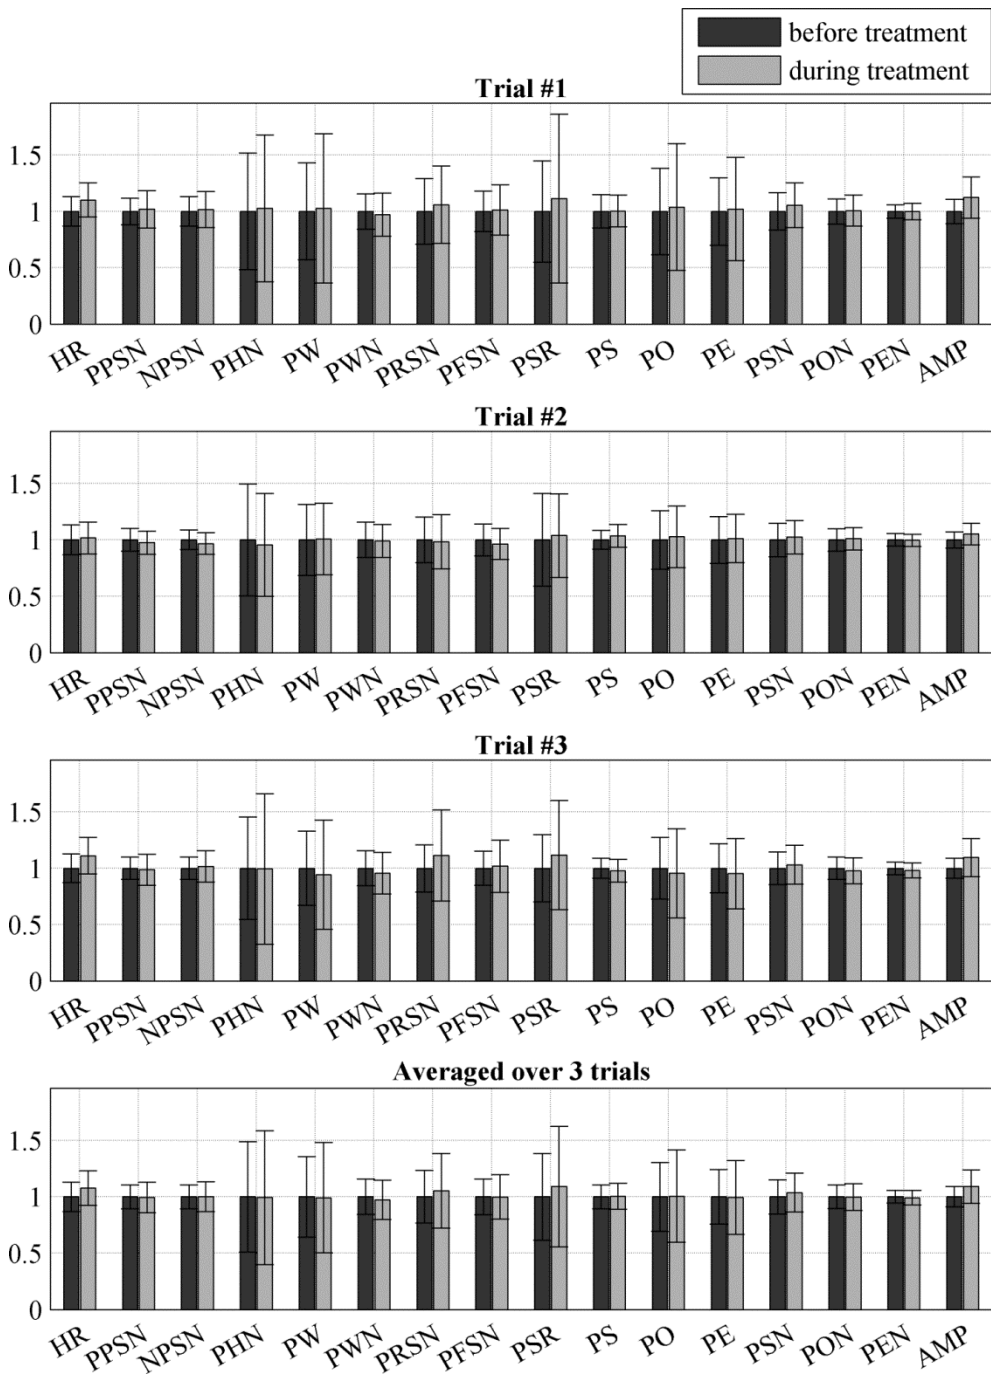 before treatment
during treatment
Trial #1
1.5
1
0.5
0
HR PPSN NPSN PHN PW PWN PRSN PFSN PSR PS PO PE PSN PON PEN AMP
Trial #2
1.5
1
0.5
0
HR PPSN NPSN PHN PW PWN PRSN PFSN PSR PS PO PE PSN PON PEN AMP
Trial #3
1.5
1
0.5
0
HR PPSN NPSN PHN PW PWN PRSN PFSN PSR PS PO PE PSN PON PEN AMP
Averaged over 3 trials
1.5
1
0.5
0
HR PPSN NPSN PHN PW PWN PRSN PFSN PSR PS PO PE PSN PON PEN AMP